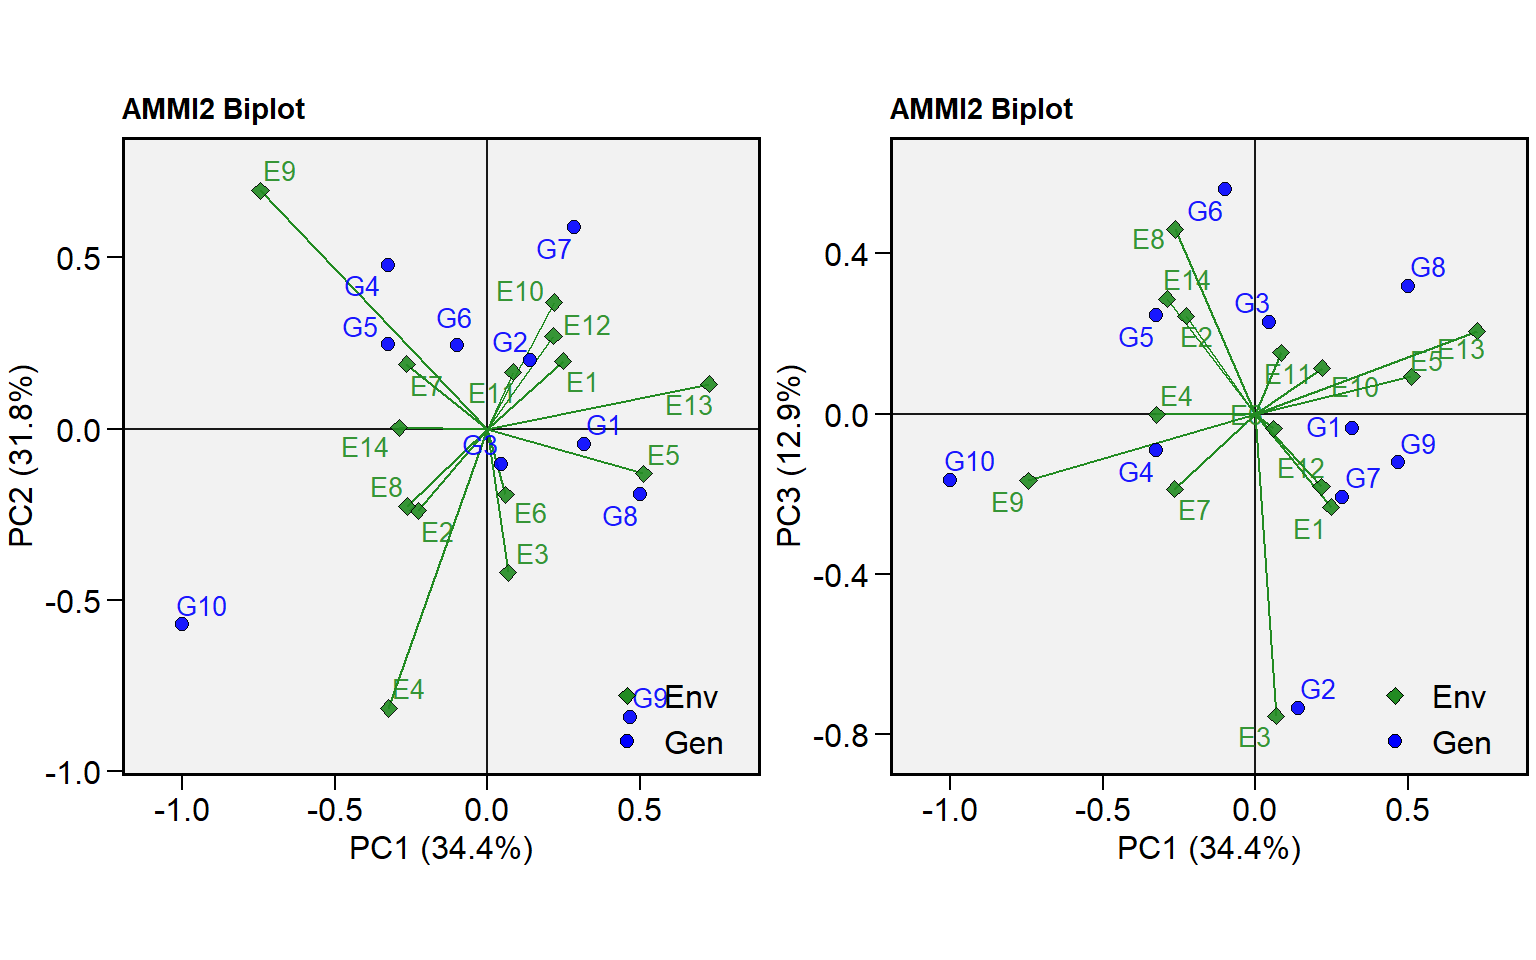 AMMI2 Biplot
E9
G7
G4
E10
G5
G6
E12
G2
E7
E11
E1
E13
G1
E14
G3
E5
E8
E6
G8
E2
E3
G10
E4
G9
Env
Gen
0.5
0.0
-0.5
-1.0
-1.0
-0.5
0.0
0.5
PC1 (34.4%)
PC2 (31.8%)
AMMI2 Biplot
G6
E8
G8
E14
G3
G5
E2
E13
E5
E11
E10
E4
G1
G9
G10
G4
E12
G7
E9
E7
E1
G2
E3
Env
Gen
0.4
0.0
-0.4
-0.8
-1.0
-0.5
0.0
0.5
PC1 (34.4%)
PC3 (12.9%)